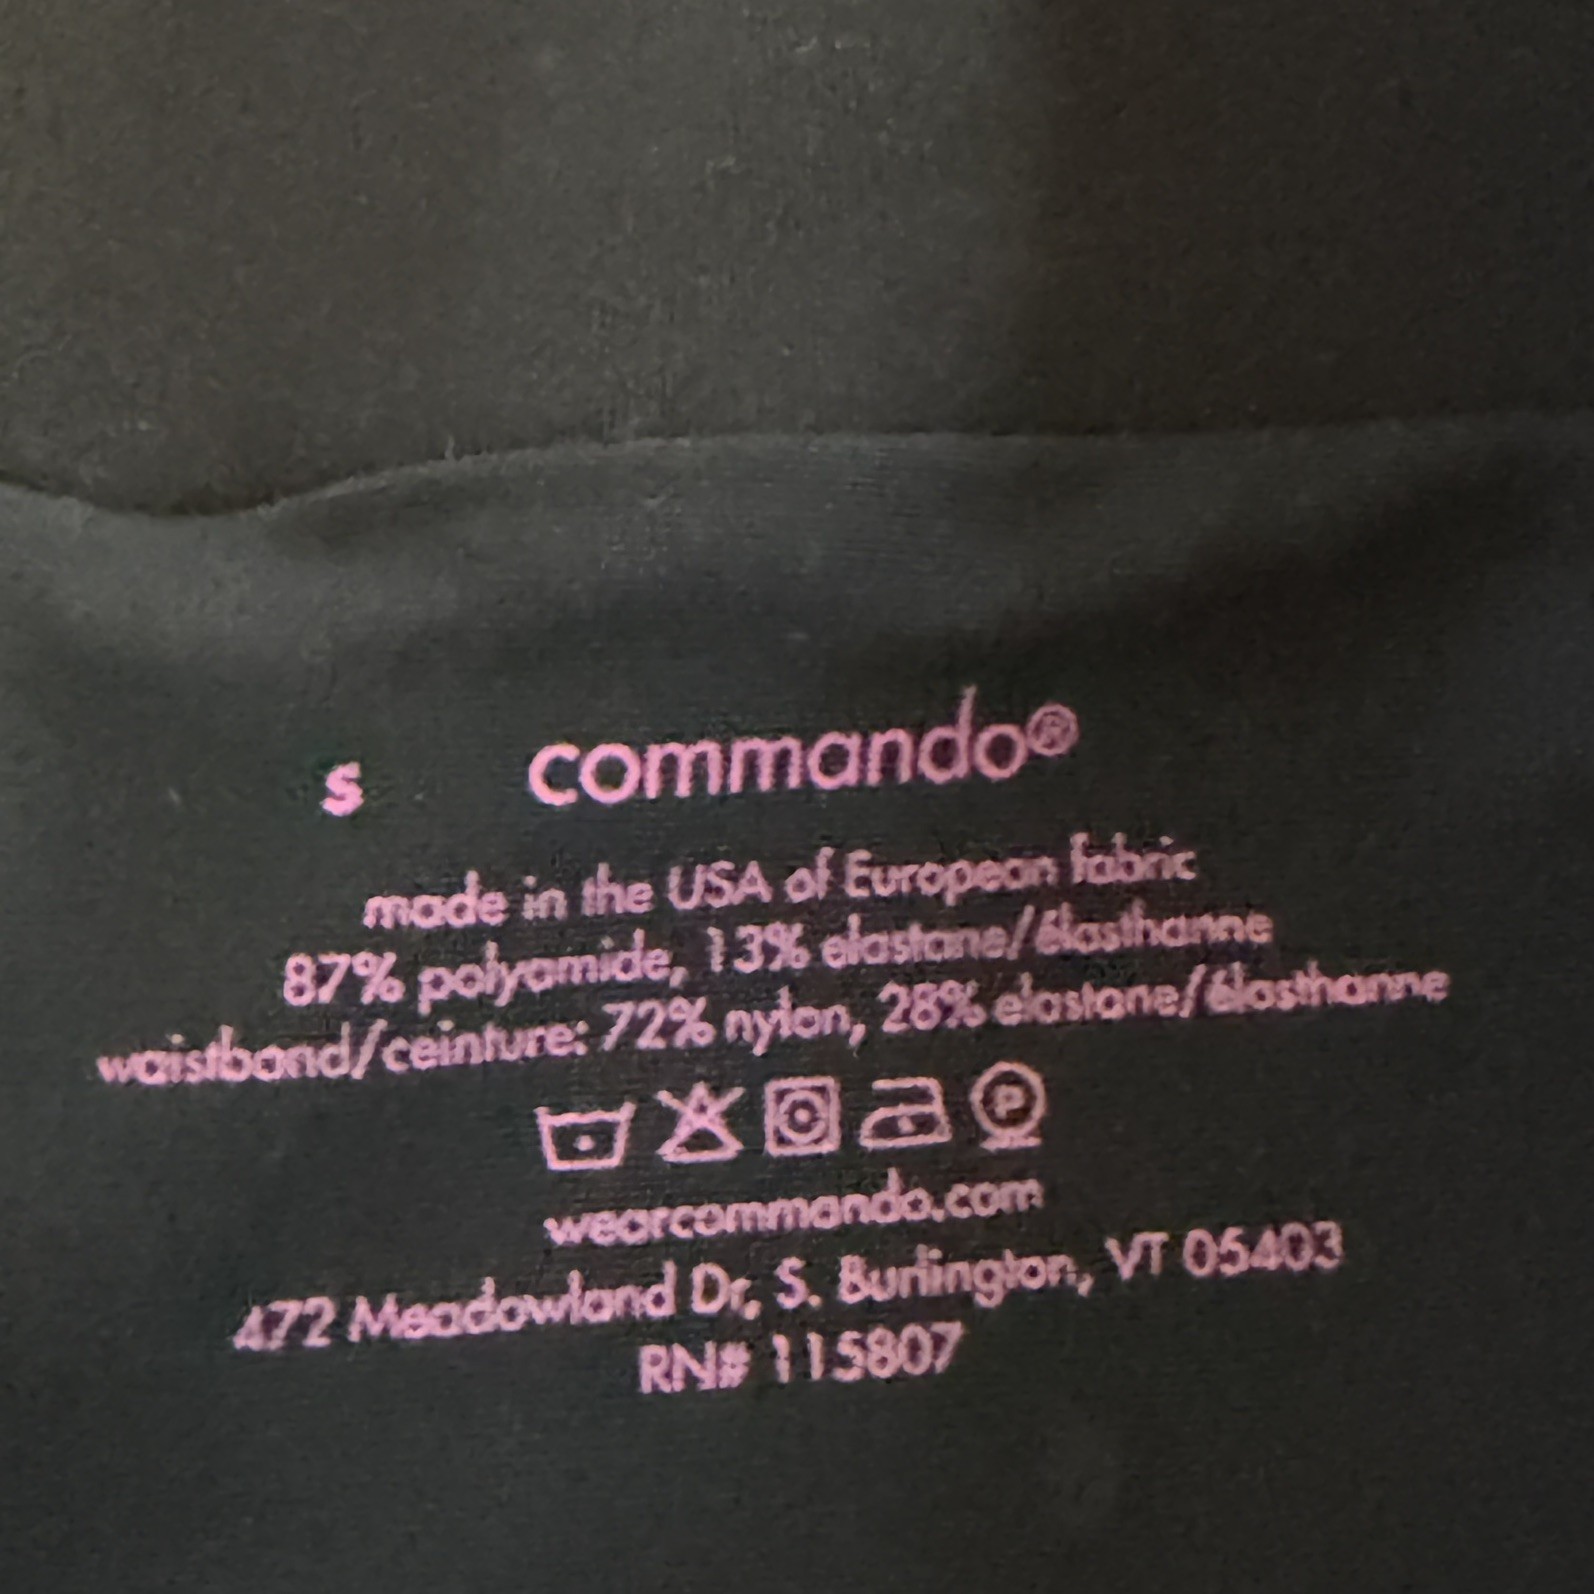 s commando®
made in the USA of European fabric
87% polyamide, 13% elastane/élasthanne
waistband/ceinture: 72% nylon, 28% elastane/élasthanne
P
wearcommando.com
472 Meadowland Dr, S. Burlington, VT 05403
RN# 115807